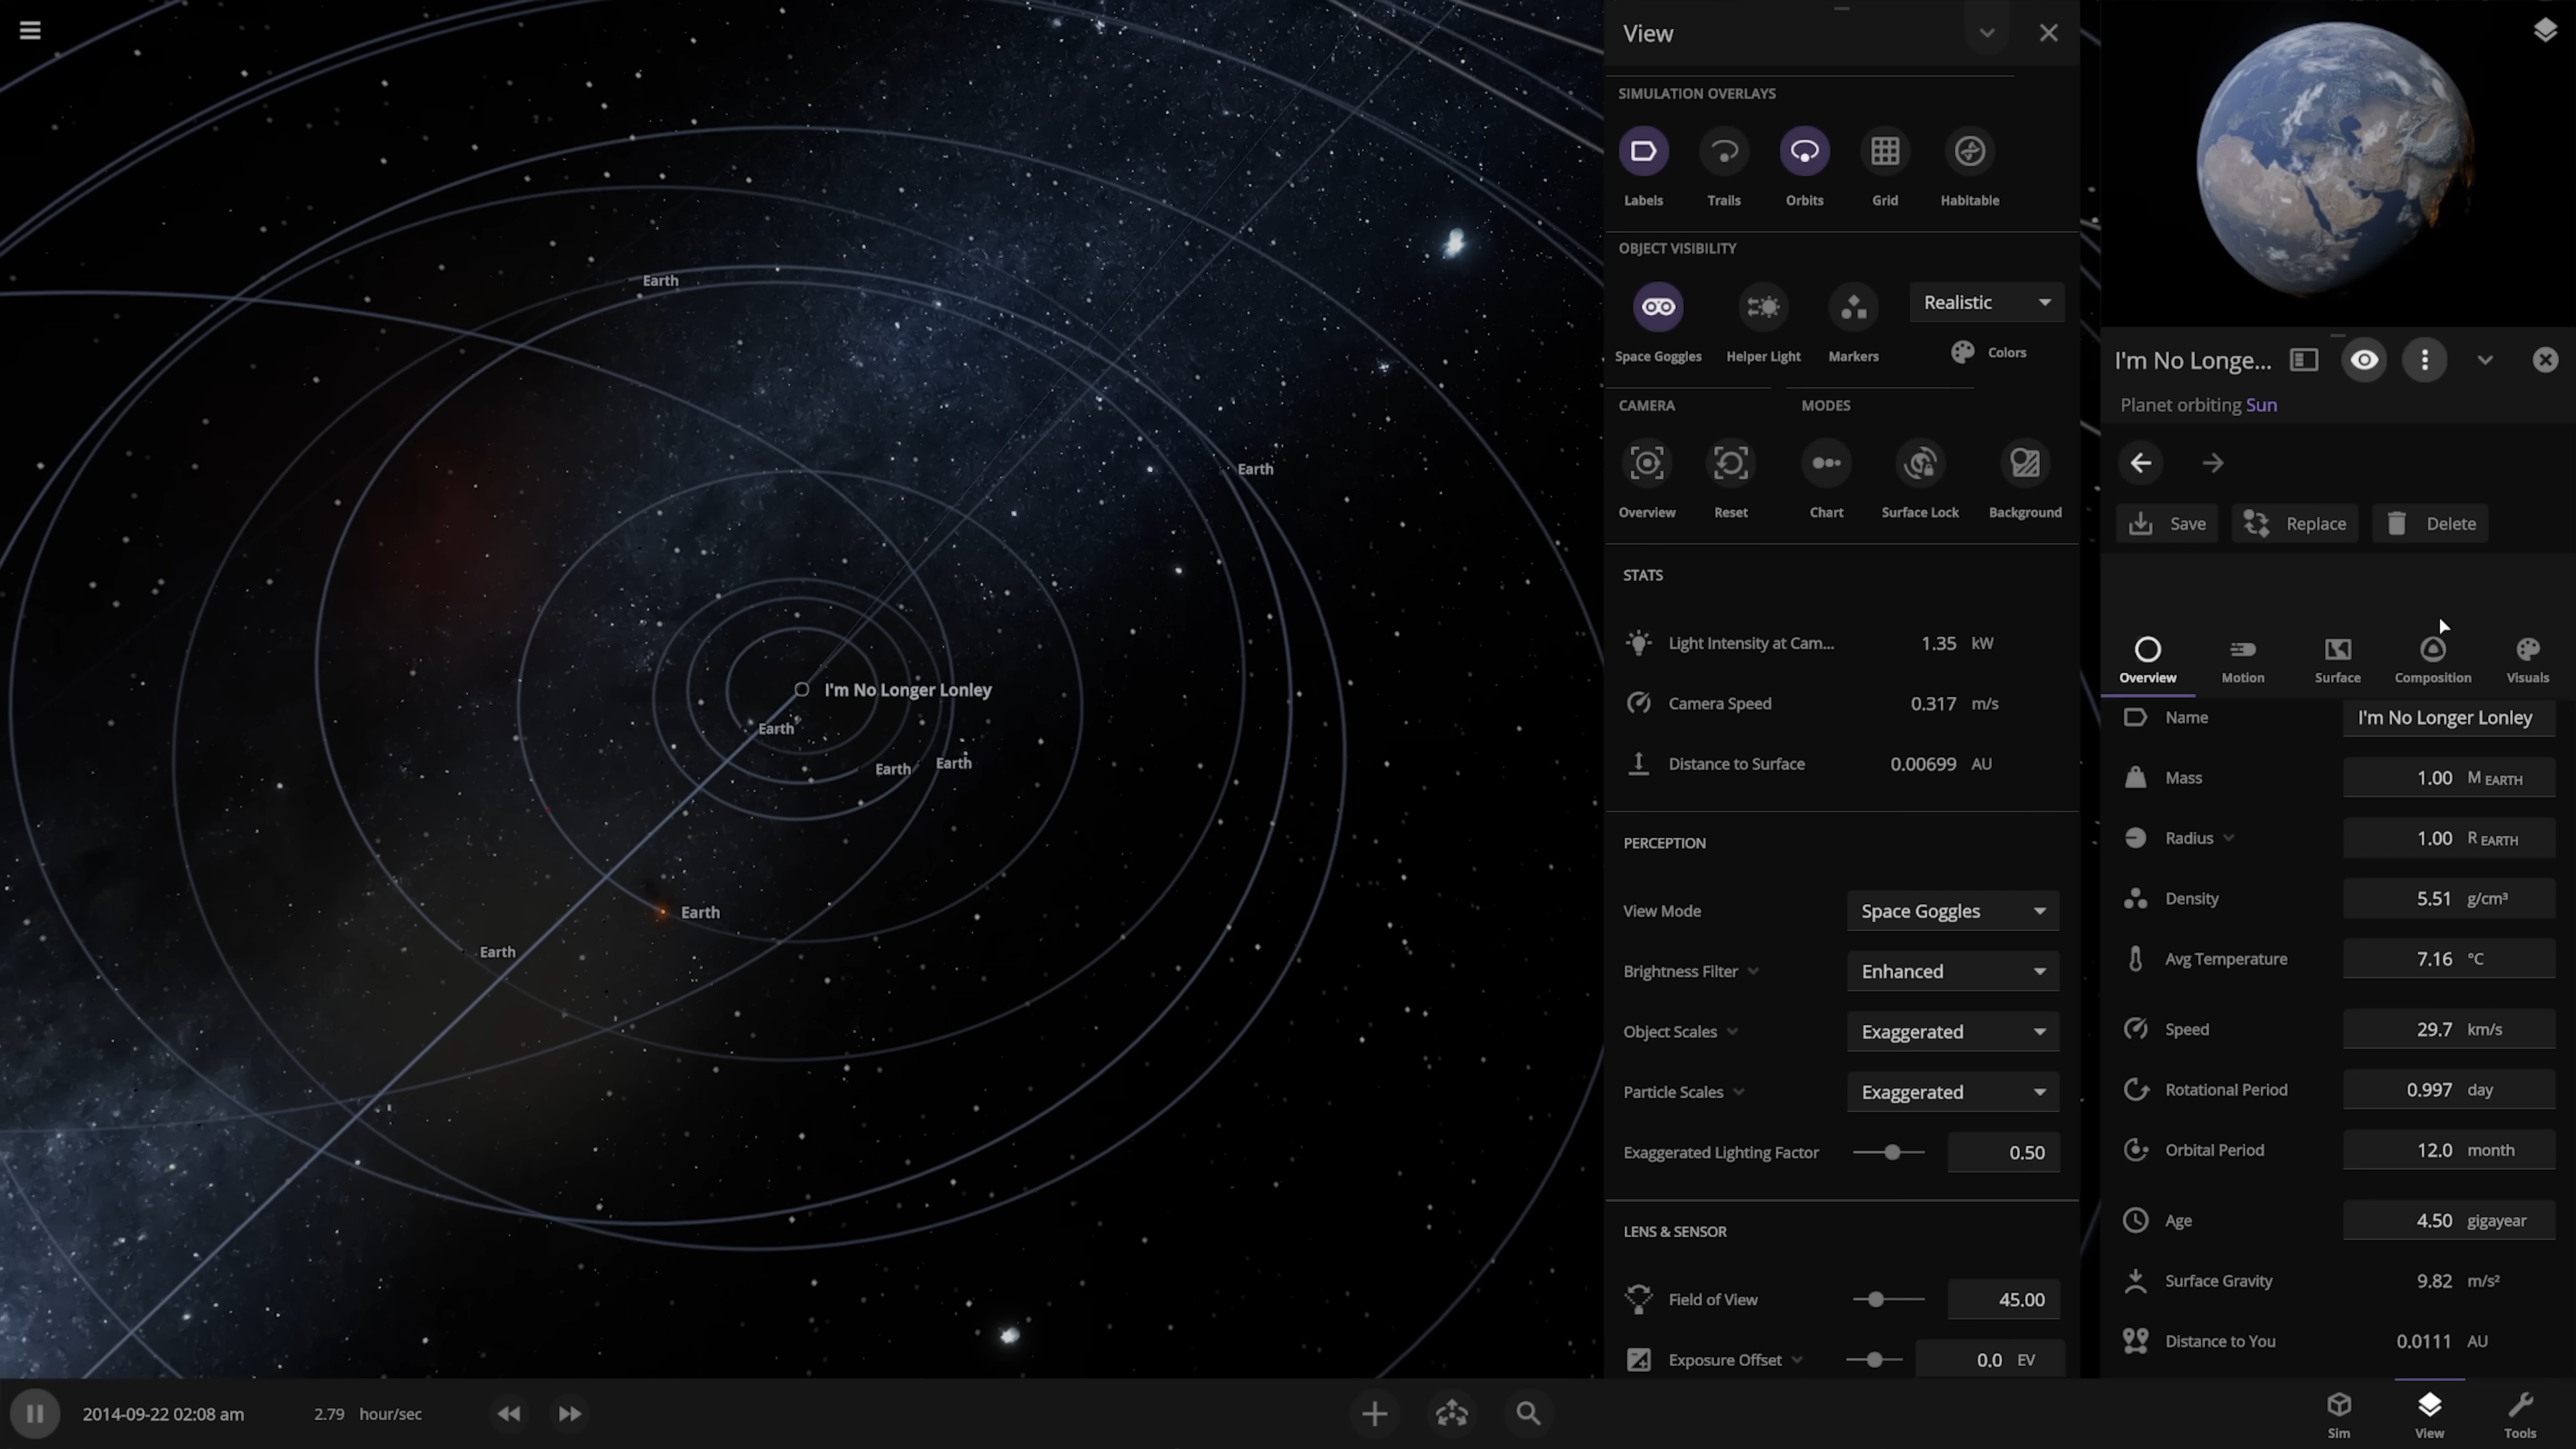 View
SIMULATION OVERLAYS
Labels
Trails
Orbits
Grid
Habitable
OBJECT VISIBILITY
Space Goggles
Helper Light
Markers
Realistic
Colors
CAMERA
MODES
Overview
Reset
Chart
Surface Lock
Background
STATS
Light Intensity at Cam... 1.35 kW
Camera Speed 0.317 m/s
Distance to Surface 0.00699 AU
PERCEPTION
View Mode Space Goggles
Brightness Filter Enhanced
Object Scales Exaggerated
Particle Scales Exaggerated
Exaggerated Lighting Factor 0.50
LENS & SENSOR
Field of View 45.00
Exposure Offset 0.0 EV
Earth
Earth
I'm No Longer Lonley
Earth
Earth
Earth
Earth
Earth
I'm No Longe...
Planet orbiting Sun
Save
Replace
Delete
Overview
Motion
Surface
Composition
Visuals
Name I'm No Longer Lonley
Mass 1.00 M EARTH
Radius 1.00 R EARTH
Density 5.51 g/cm³
Avg Temperature 7.16 °C
Speed 29.7 km/s
Rotational Period 0.997 day
Orbital Period 12.0 month
Age 4.50 gigayear
Surface Gravity 9.82 m/s²
Distance to You 0.0111 AU
2014-09-22 02:08 am
2.79 hour/sec
Sim
View
Tools